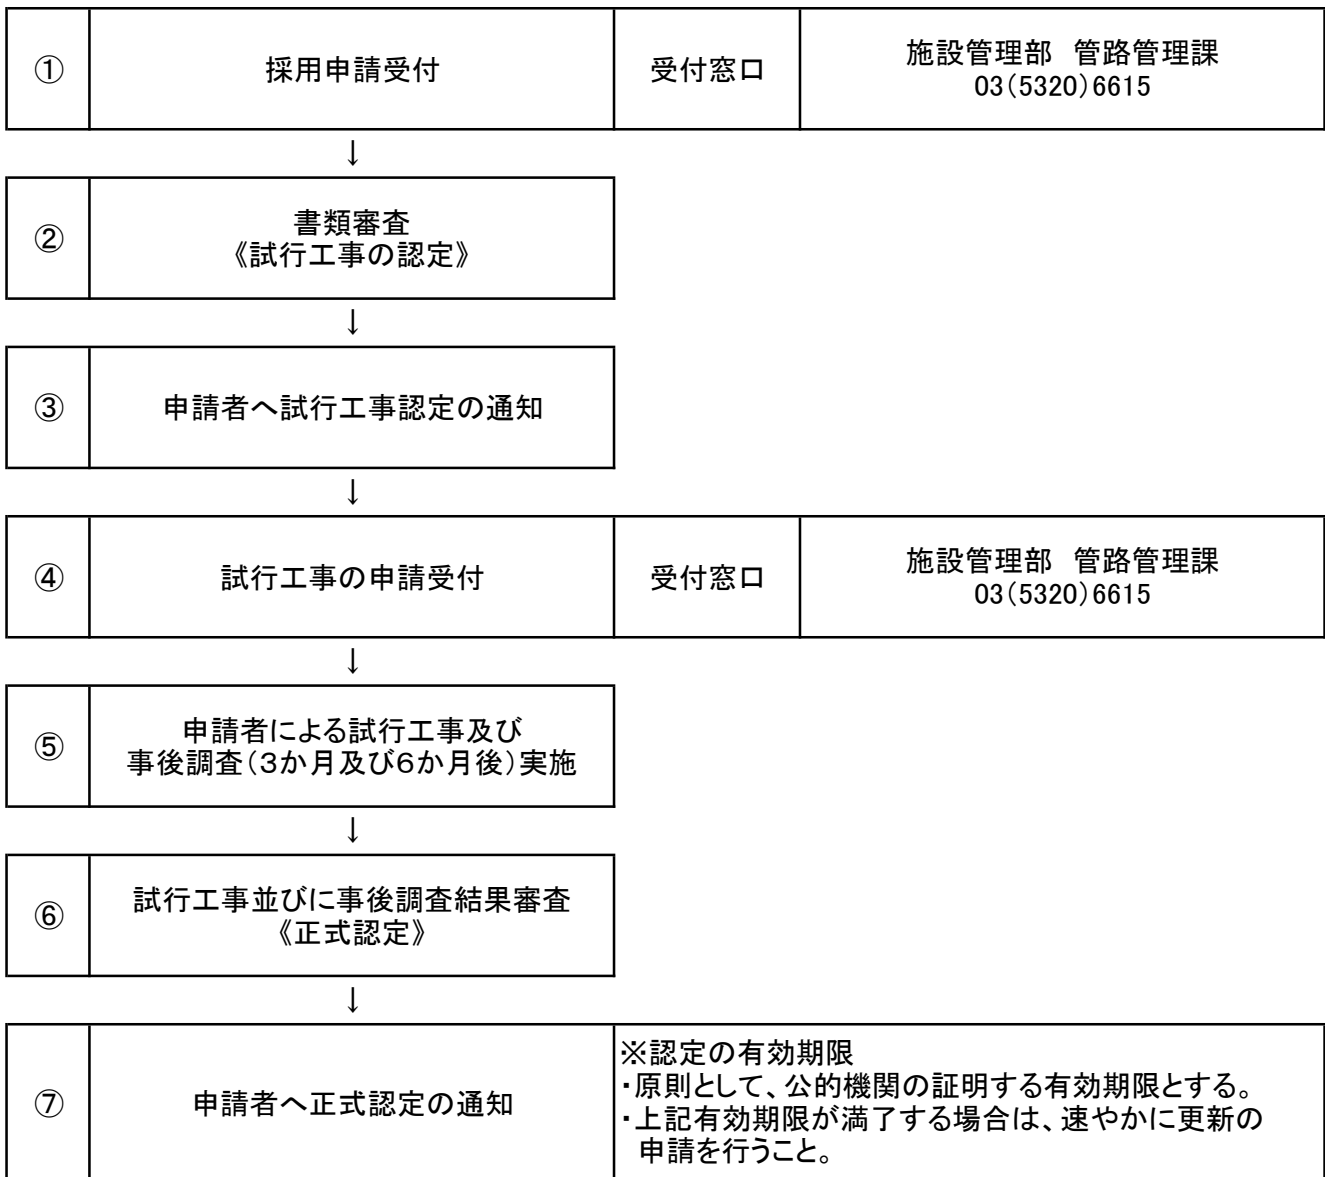 ①
採用申請受付
受付窓口
施設管理部　管路管理課
03(5320)6615
↓
②
書類審査
《試行工事の認定》
↓
③
申請者へ試行工事認定の通知
↓
④
試行工事の申請受付
受付窓口
施設管理部　管路管理課
03(5320)6615
↓
⑤
申請者による試行工事及び
事後調査（３か月及び６か月後）実施
↓
⑥
試行工事並びに事後調査結果審査
《正式認定》
↓
⑦
申請者へ正式認定の通知
※認定の有効期限
・原則として、公的機関の証明する有効期限とする。
・上記有効期限が満了する場合は、速やかに更新の
申請を行うこと。